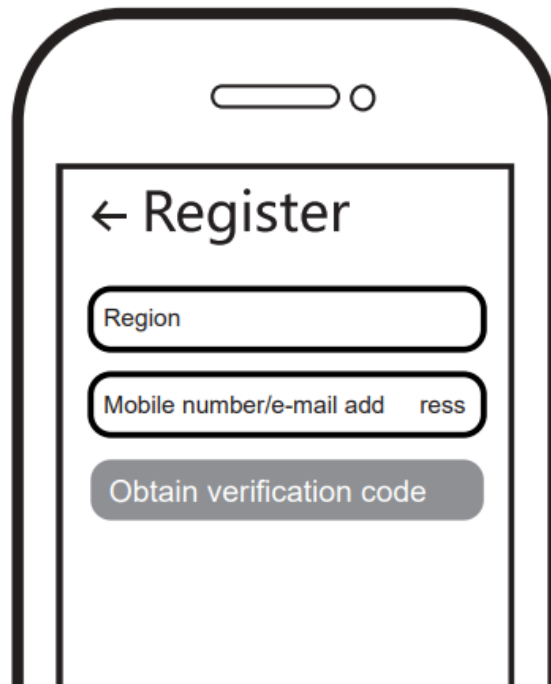 ← Register
Region
Mobile number/e-mail add ress
Obtain verification code